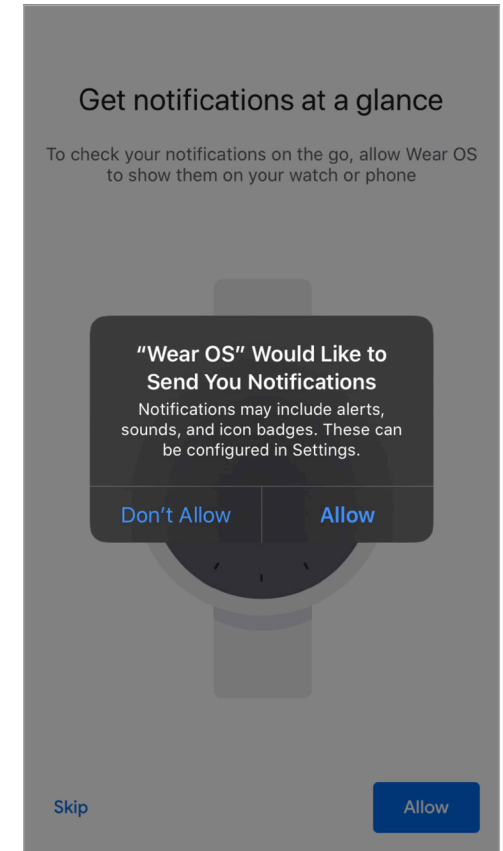 Get notifications at a glance
To check your notifications on the go, allow Wear OS
to show them on your watch or phone
“Wear OS” Would Like to
Send You Notifications
Notifications may include alerts,
sounds, and icon badges. These can
be configured in Settings.
Don’t Allow
Allow
Skip
Allow